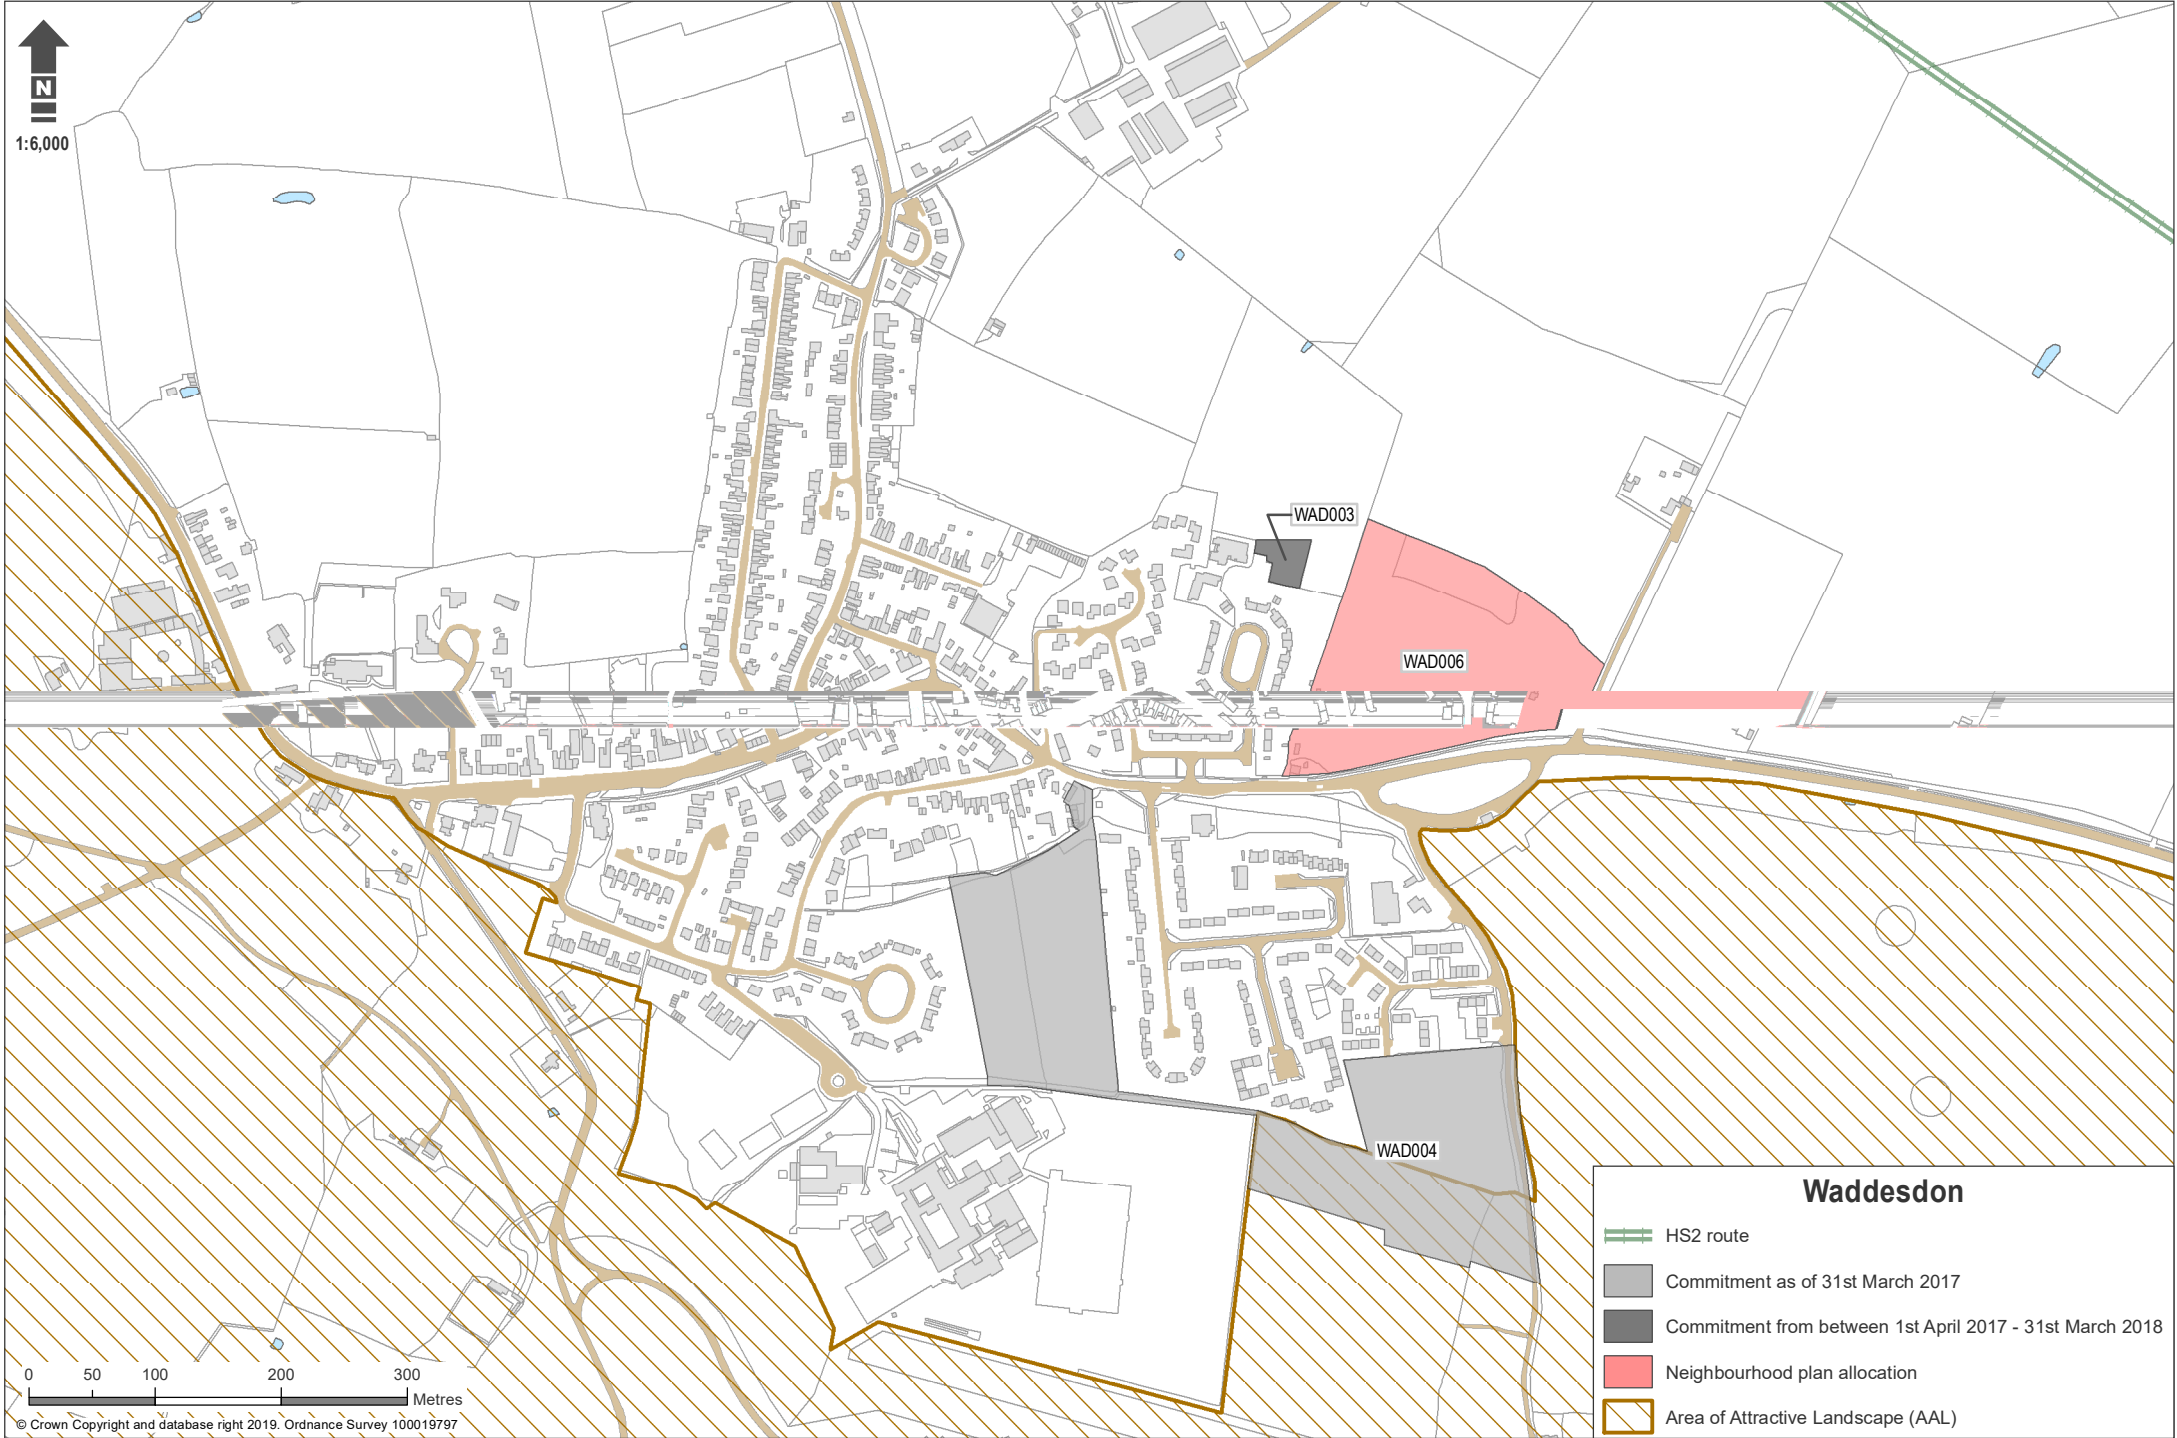 N
1:6,000
WAD003
WAD006
WAD004
Waddesdon
HS2 route
Commitment as of 31st March 2017
Commitment from between 1st April 2017 - 31st March 2018
Neighbourhood plan allocation
Area of Attractive Landscape (AAL)
0 50 100 200 300
Metres
© Crown Copyright and database right 2019. Ordnance Survey 100019797